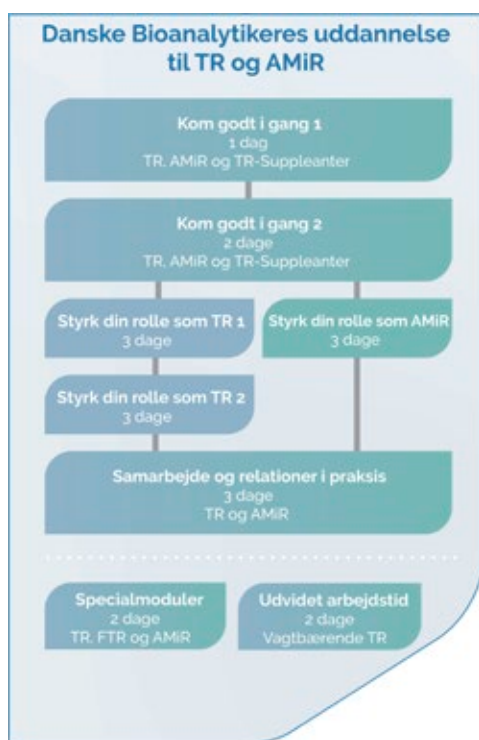 Danske Bioanalytikeres uddannelse
til TR og AMiR
Kom godt i gang 1
1 dag
TR, AMiR og TR-Suppleanter
Kom godt i gang 2
2 dage
TR, AMiR og TR-Suppleanter
Styrk din rolle som TR 1
3 dage
Styrk din rolle som AMiR
3 dage
Styrk din rolle som TR 2
3 dage
Samarbejde og relationer i praksis
3 dage
TR og AMiR
Specialmoduler
2 dage
TR, FTR og AMiR
Udvidet arbejdstid
2 dage
Vagtbærende TR